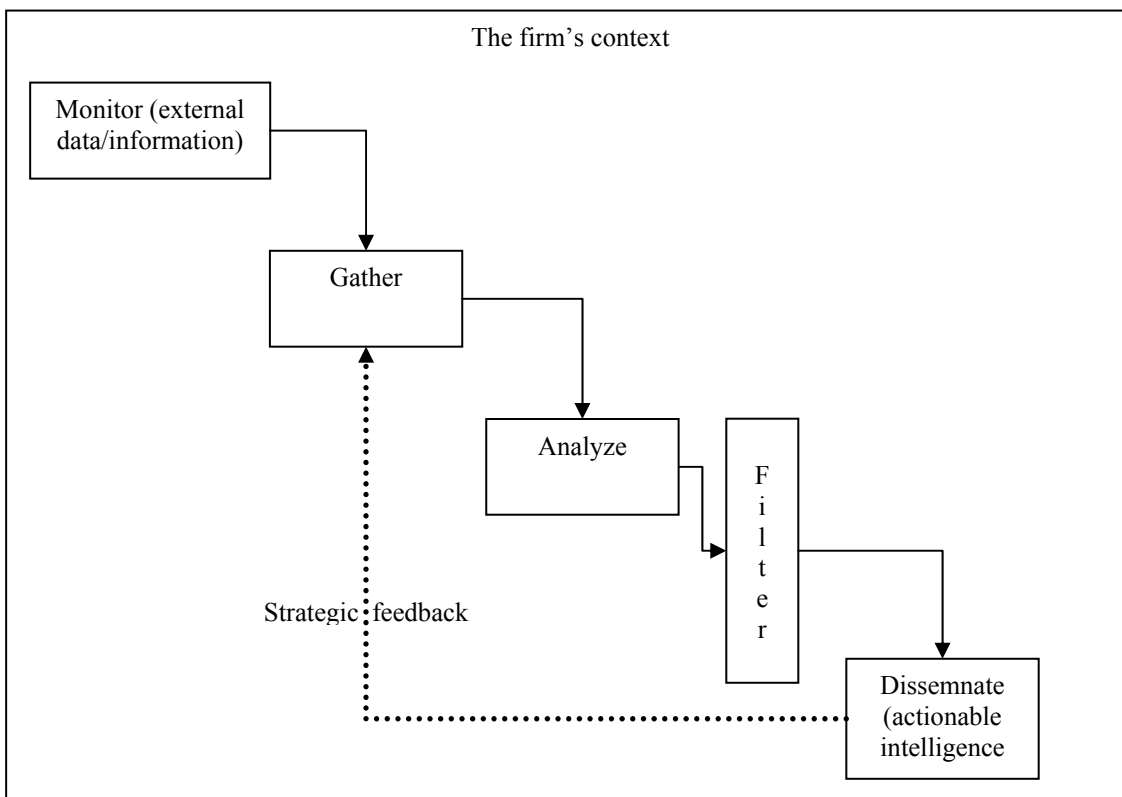 The firm’s context
Monitor (external
data/information)
Gather
Analyze
F
i
l
t
e
r
Strategic feedback
Dissemnate
(actionable
intelligence